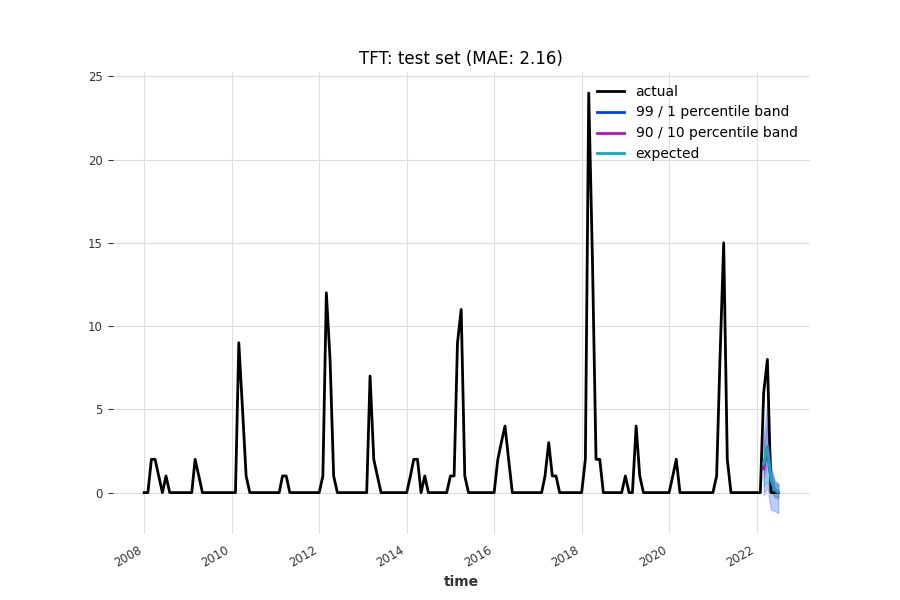 TFT: test set (MAE: 2.16)
25
20
15
10
5
0
actual
99 / 1 percentile band
90 / 10 percentile band
expected
2008
2010
2012
2014
2016
2018
2020
2022
time